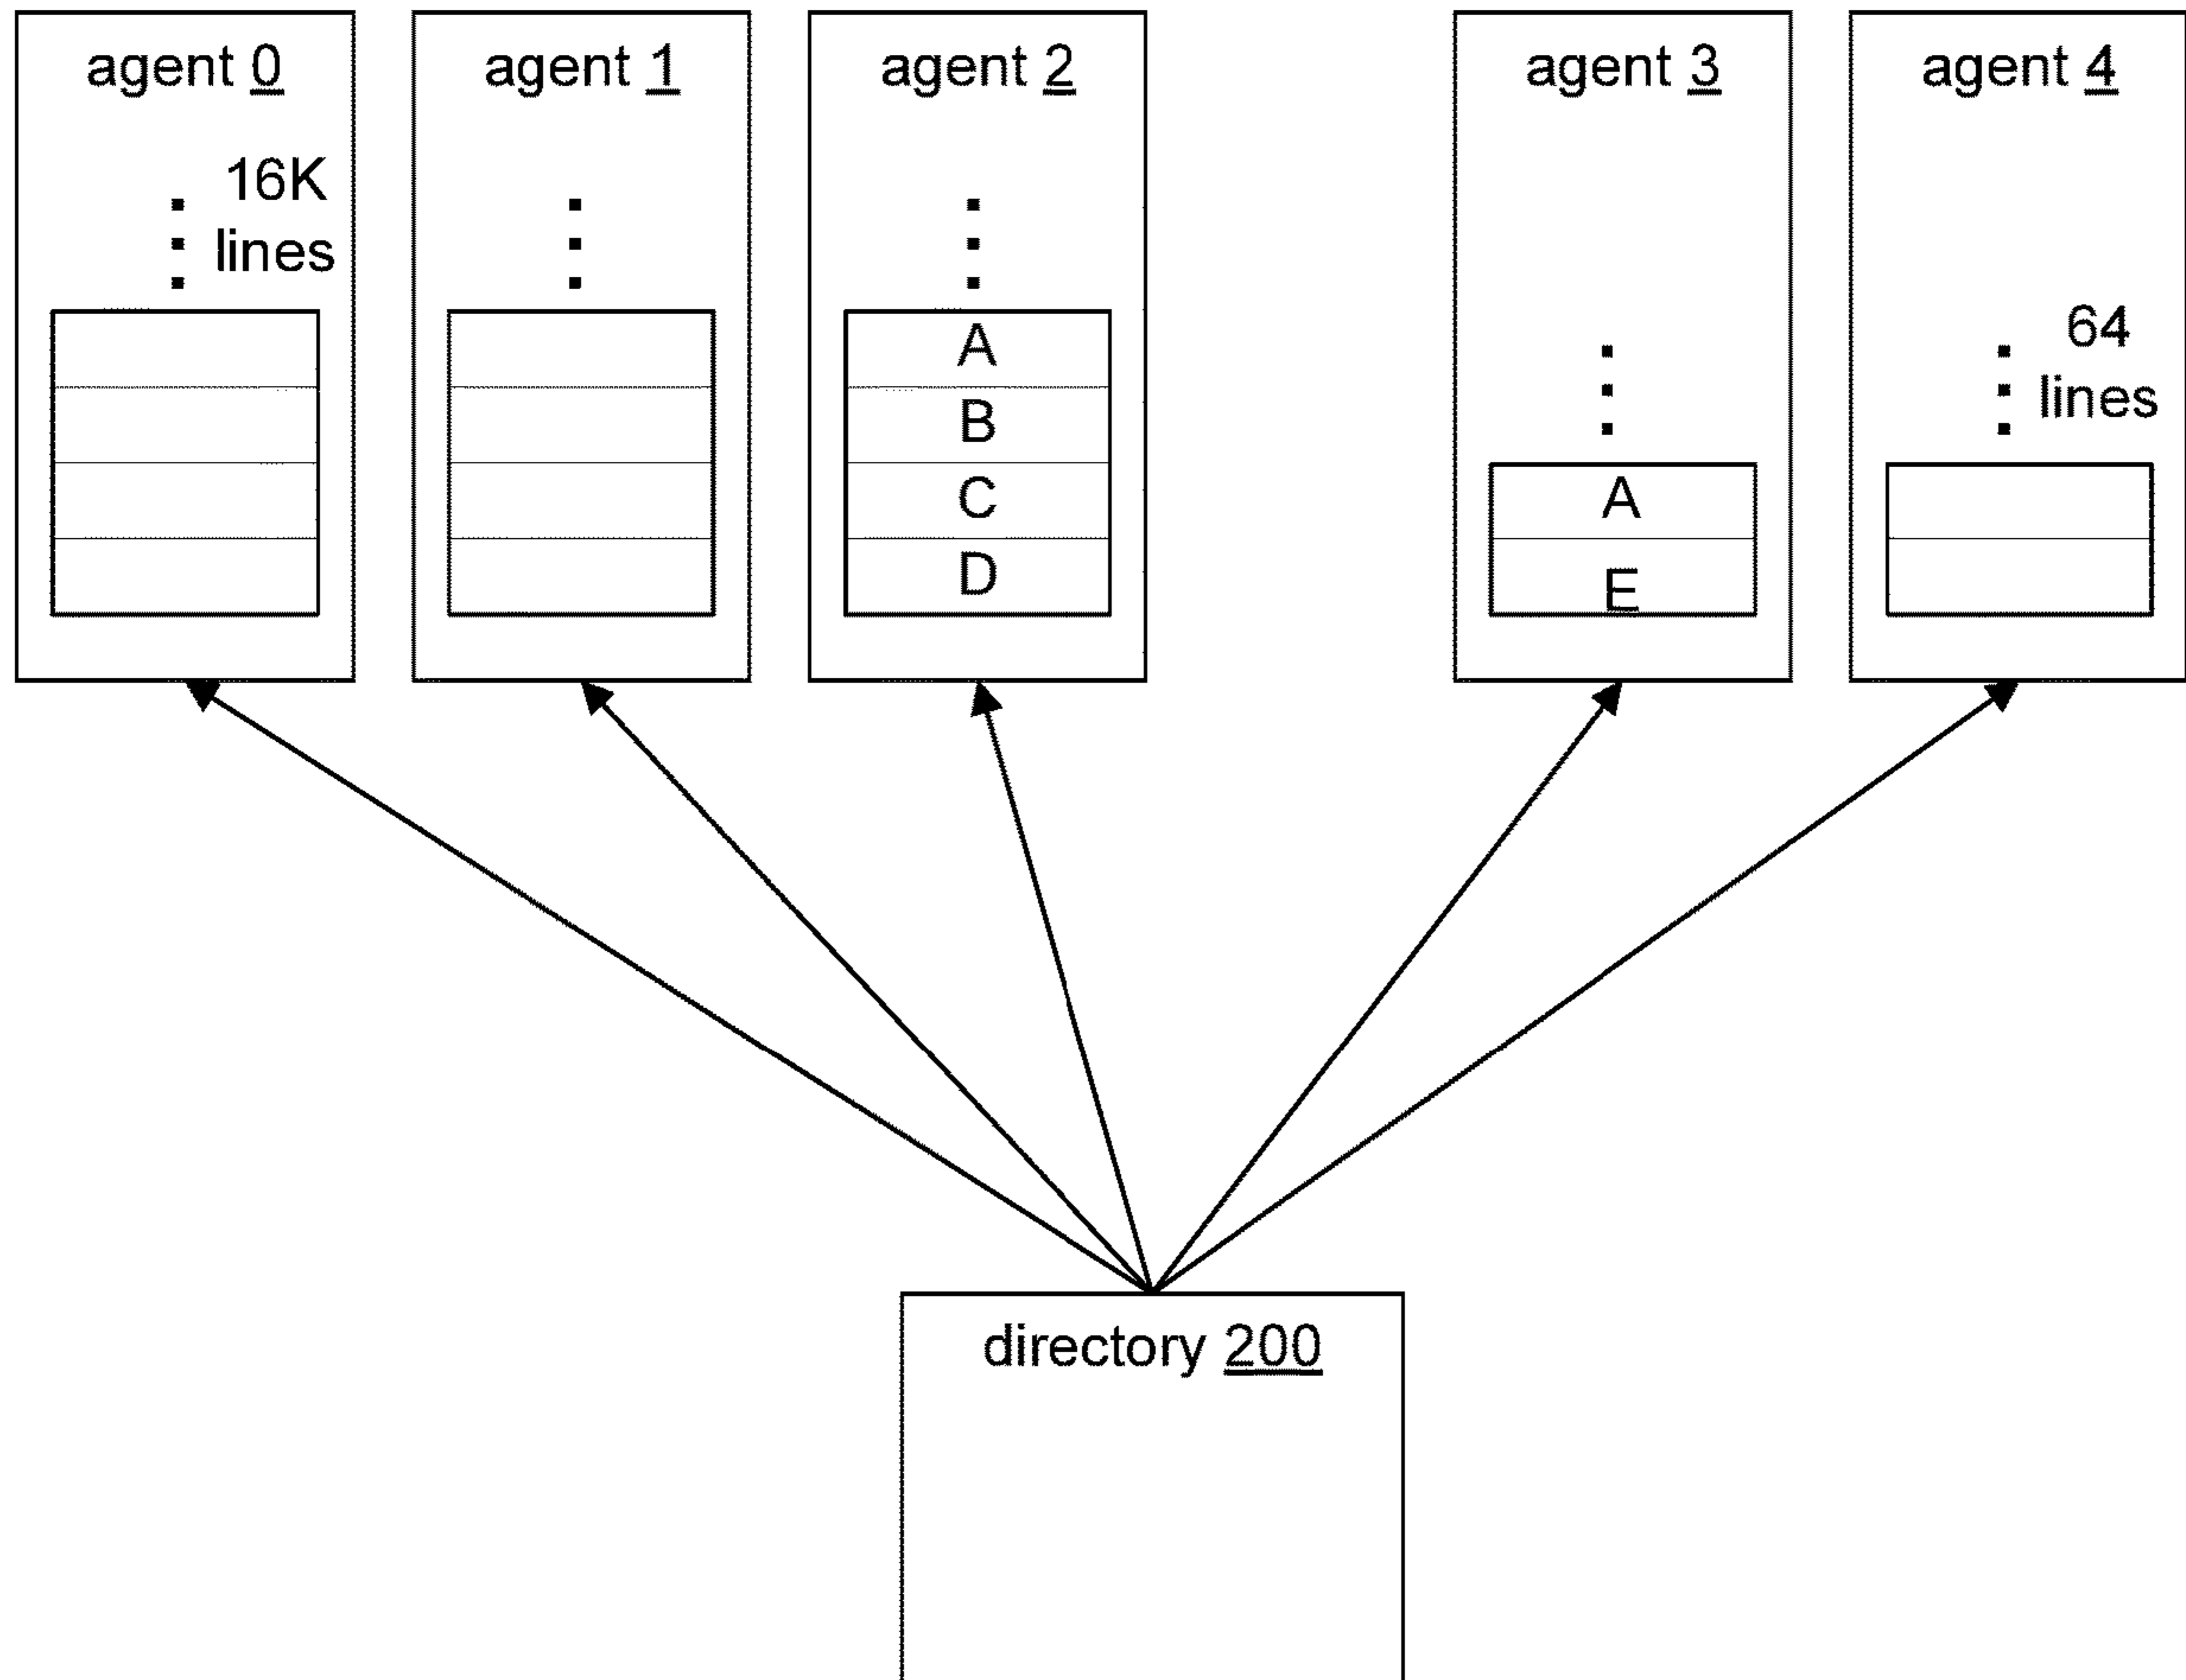 agent 0
agent 1
agent 2
agent 3
agent 4
16K
lines
64
lines
A
B
C
D
A
E
directory 200